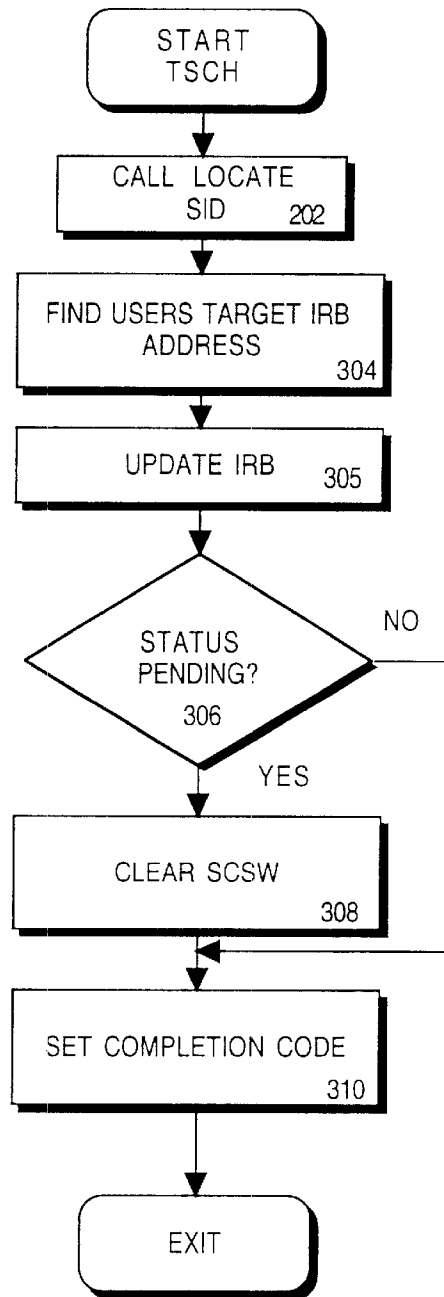 START
TSCH
CALL LOCATE
SID
202
FIND USERS TARGET IRB
ADDRESS
304
UPDATE IRB
305
STATUS
PENDING?
306
NO
YES
CLEAR SCSW
308
SET COMPLETION CODE
310
EXIT